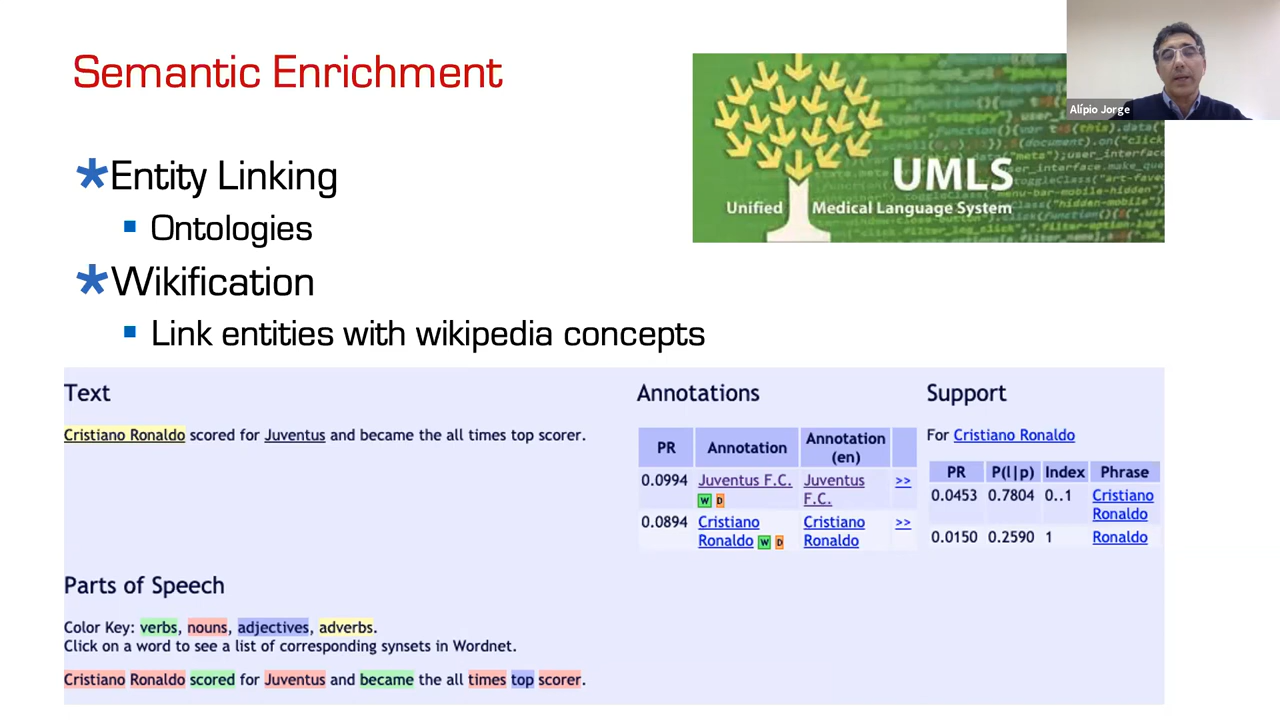 Semantic Enrichment
*Entity Linking
Ontologies
*Wikification
Link entities with wikipedia concepts
UMLS
Unified Medical Language System
Alípio Jorge
Text
Cristiano Ronaldo scored for Juventus and became the all times top scorer.
Annotations
PR Annotation Annotation (en)
0.0994 Juventus F.C. W D Juventus F.C. >>
0.0894 Cristiano Ronaldo W D Cristiano Ronaldo >>
Support
For Cristiano Ronaldo
PR P(l|p) Index Phrase
0.0453 0.7804 0..1 Cristiano Ronaldo
0.0150 0.2590 1 Ronaldo
Parts of Speech
Color Key: verbs, nouns, adjectives, adverbs.
Click on a word to see a list of corresponding synsets in Wordnet.
Cristiano Ronaldo scored for Juventus and became the all times top scorer.